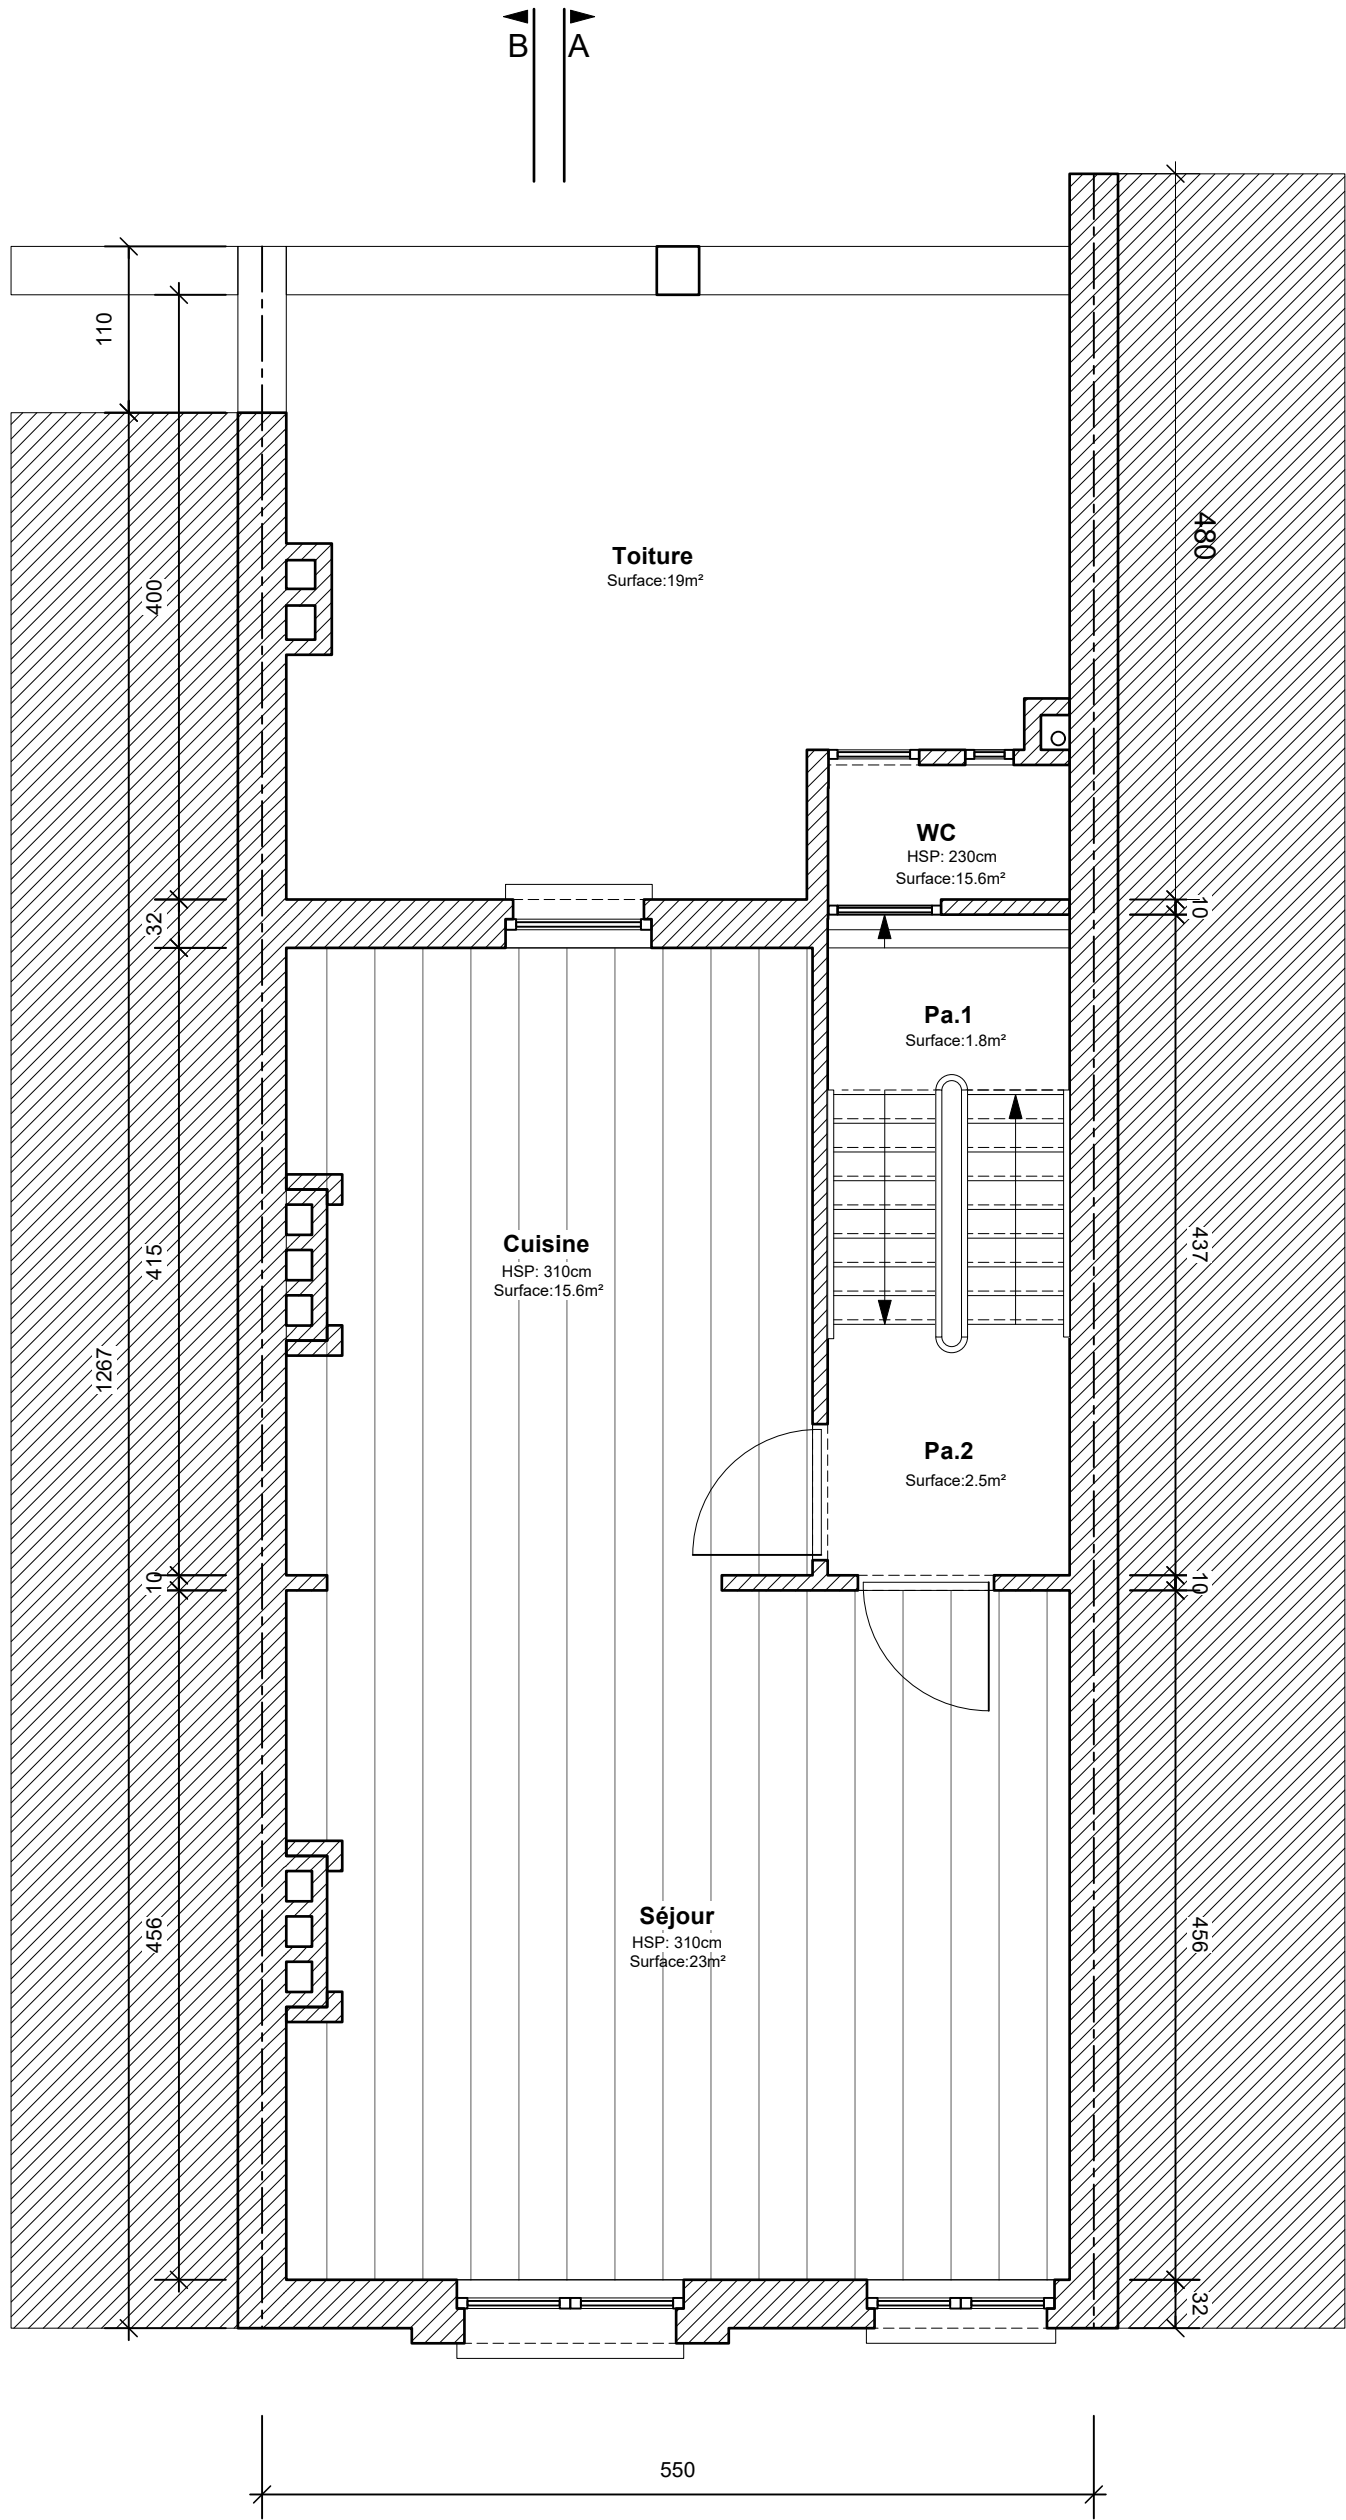 B A
110
480
Toiture
Surface:19m²
400
WC
HSP: 230cm
Surface:15.6m²
10
32
Pa.1
Surface:1.8m²
Cuisine
HSP: 310cm
Surface:15.6m²
437
415
1267
Pa.2
Surface:2.5m²
10
10
Séjour
HSP: 310cm
Surface:23m²
456
456
32
550